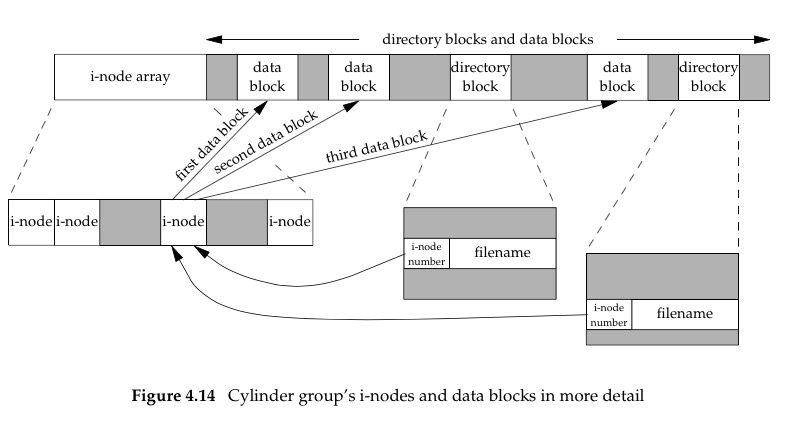 directory blocks and data blocks
i-node array
data
block
data
block
directory
block
data
block
directory
block
first data block
second data block
third data block
i-node
i-node
i-node
i-node
i-node
number
filename
i-node
number
filename
Figure 4.14 Cylinder group's i-nodes and data blocks in more detail